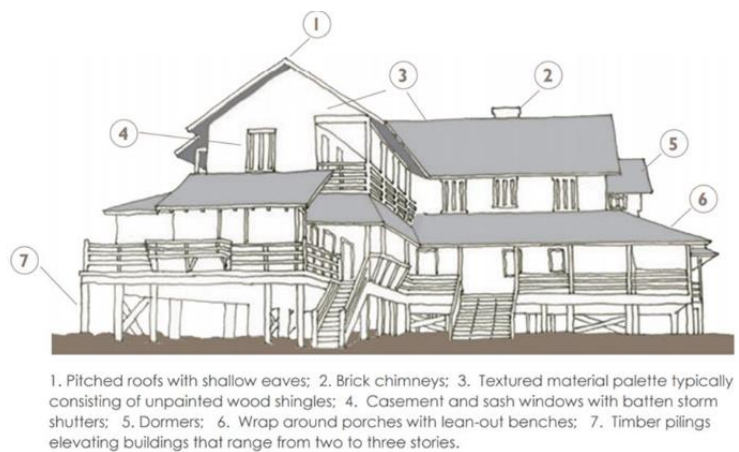 1
3
2
4
5
6
7
1. Pitched roofs with shallow eaves; 2. Brick chimneys; 3. Textured material palette typically
consisting of unpainted wood shingles; 4. Casement and sash windows with batten storm
shutters; 5. Dormers; 6. Wrap around porches with lean-out benches; 7. Timber pilings
elevating buildings that range from two to three stories.